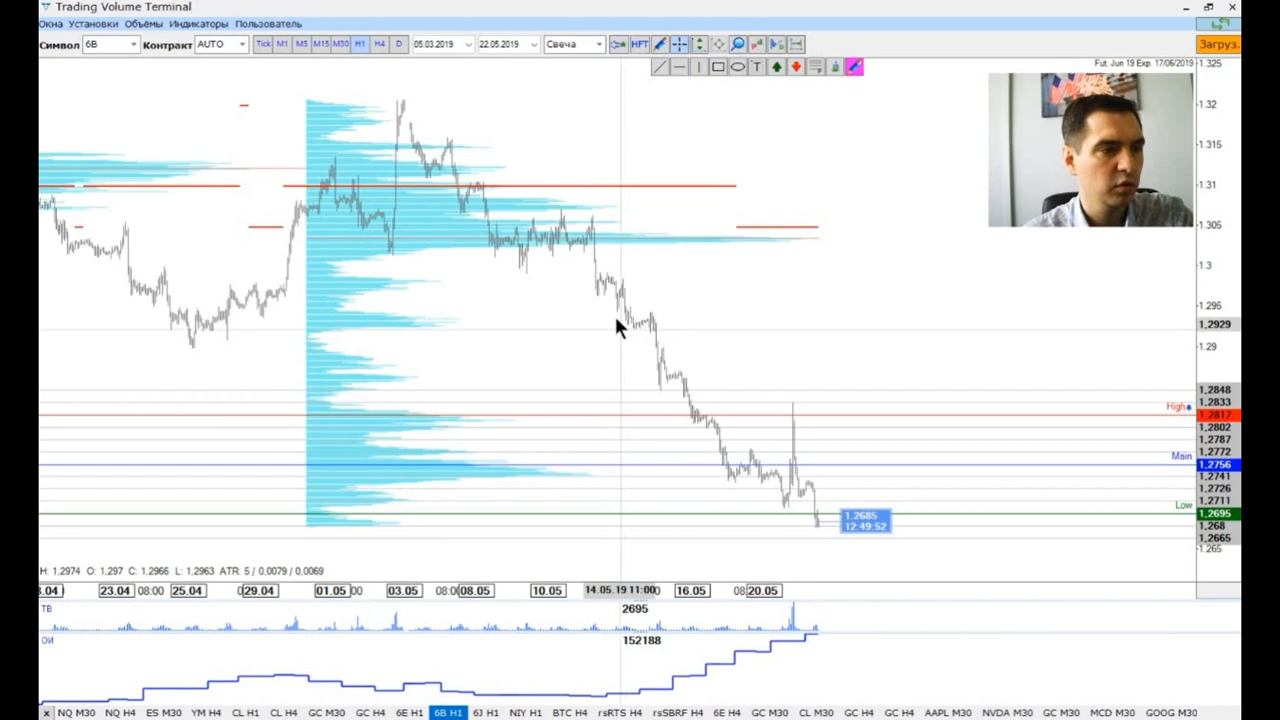 Trading Volume Terminal
Окна Установки Объёмы Индикаторы Пользователь
Символ 6B Контракт AUTO Tick M1 M5 M15 M30 H1 H4 D 05.03.2019 22.05.2019 Свеча HFT Загруз.
T
Fut. Jun 19 Exp. 17/06/2019
1.325
1.32
1.315
1.31
1.305
1.3
1.295
1,2929
1.29
1,2848
1,2833
High 1,2817
1,2802
1,2787
1,2772
Main 1,2756
1,2741
1,2726
1,2711
Low 1,2695
1.2685
12:49:52
1,268
1,2665
1.265
H: 1,2974 O: 1,297 C: 1,2966 L: 1,2963 ATR: 5 / 0,0079 / 0,0069
23.04 08:00 25.04 29.04 01.05 03.05 08:0 08.05 10.05 14.05.19 11:00 16.05 20.05
ТВ 2695
ОИ 152188
x NQ M30 NQ H4 ES M30 YM H4 CL H1 CL H4 GC M30 GC H4 6E H1 6B H1 6J H1 NIY H1 BTC H4 rsRTS H4 rsSBRF H4 6E H4 GC M30 CL M30 GC H4 GC H4 AAPL M30 NVDA M30 GC H1 MCD M30 GOOG M30